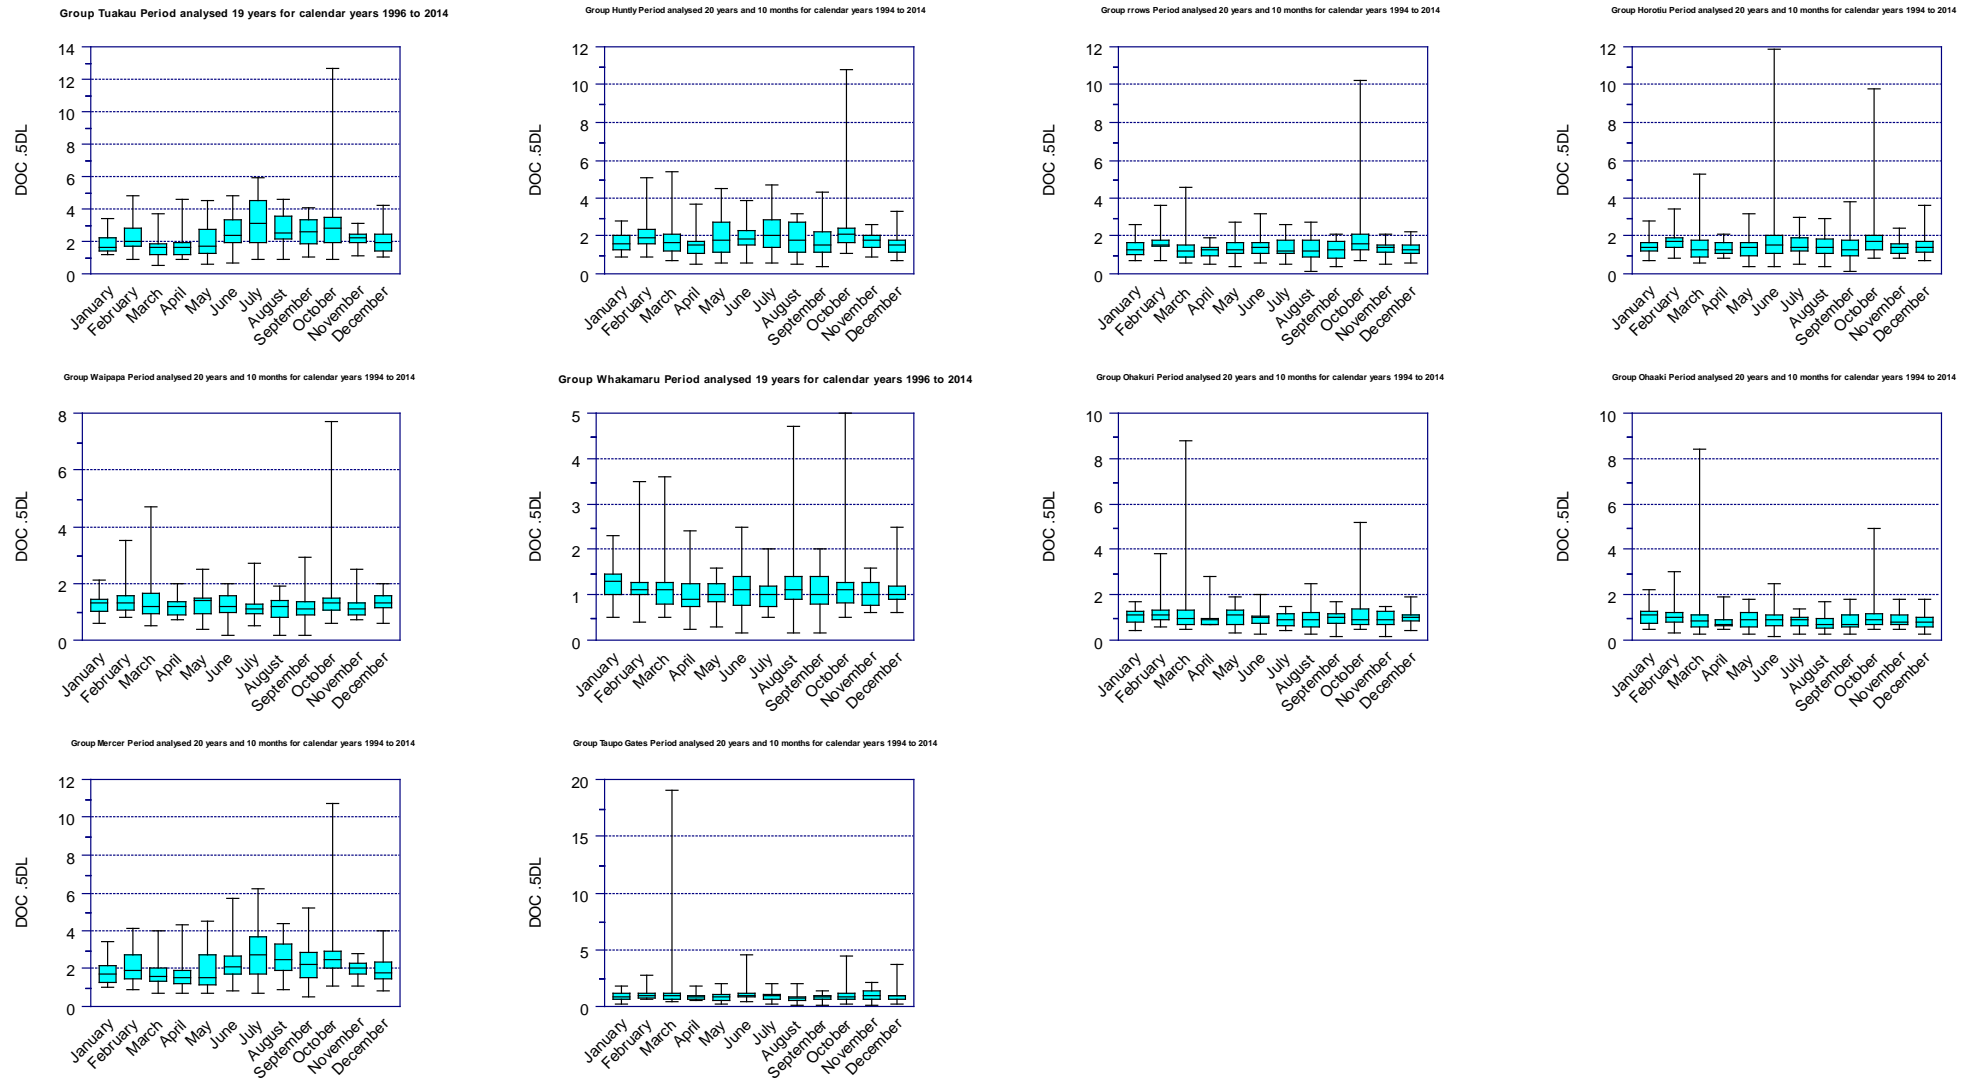 Group Tuakau Period analysed 19 years for calendar years 1996 to 2014
DOC .5DL
14
12
10
8
6
4
2
0
January
February
March
April
May
June
July
August
September
October
November
December
Group Huntly Period analysed 20 years and 10 months for calendar years 1994 to 2014
DOC .5DL
12
10
8
6
4
2
0
January
February
March
April
May
June
July
August
September
October
November
December
Group rrows Period analysed 20 years and 10 months for calendar years 1994 to 2014
DOC .5DL
12
10
8
6
4
2
0
January
February
March
April
May
June
July
August
September
October
November
December
Group Horotiu Period analysed 20 years and 10 months for calendar years 1994 to 2014
DOC .5DL
12
10
8
6
4
2
0
January
February
March
April
May
June
July
August
September
October
November
December
Group Waipapa Period analysed 20 years and 10 months for calendar years 1994 to 2014
DOC .5DL
8
6
4
2
0
January
February
March
April
May
June
July
August
September
October
November
December
Group Whakamaru Period analysed 19 years for calendar years 1996 to 2014
DOC .5DL
5
4
3
2
1
0
January
February
March
April
May
June
July
August
September
October
November
December
Group Ohakuri Period analysed 20 years and 10 months for calendar years 1994 to 2014
DOC .5DL
10
8
6
4
2
0
January
February
March
April
May
June
July
August
September
October
November
December
Group Ohaaki Period analysed 20 years and 10 months for calendar years 1994 to 2014
DOC .5DL
10
8
6
4
2
0
January
February
March
April
May
June
July
August
September
October
November
December
Group Mercer Period analysed 20 years and 10 months for calendar years 1994 to 2014
DOC .5DL
12
10
8
6
4
2
0
January
February
March
April
May
June
July
August
September
October
November
December
Group Taupo Gates Period analysed 20 years and 10 months for calendar years 1994 to 2014
DOC .5DL
20
15
10
5
0
January
February
March
April
May
June
July
August
September
October
November
December